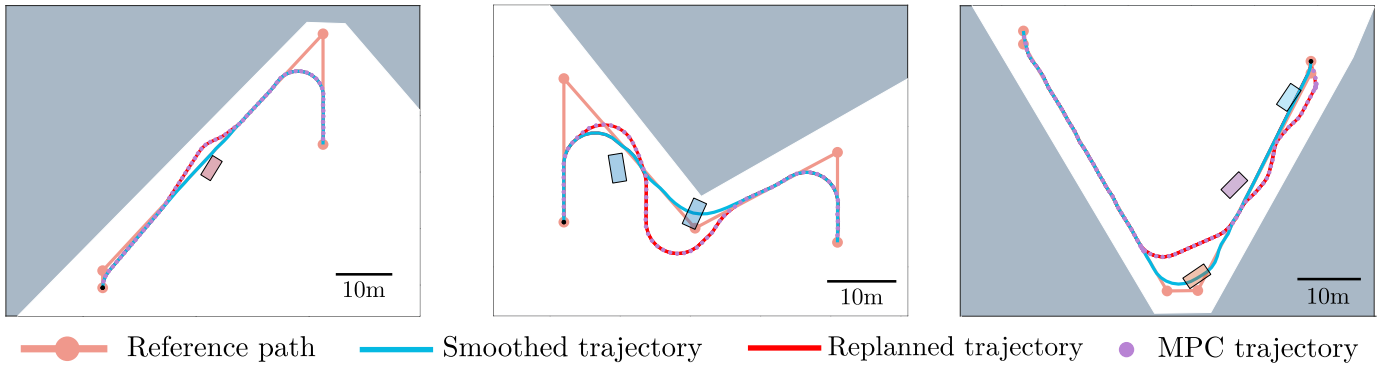 10m
10m
10m
Reference path
Smoothed trajectory
Replanned trajectory
MPC trajectory